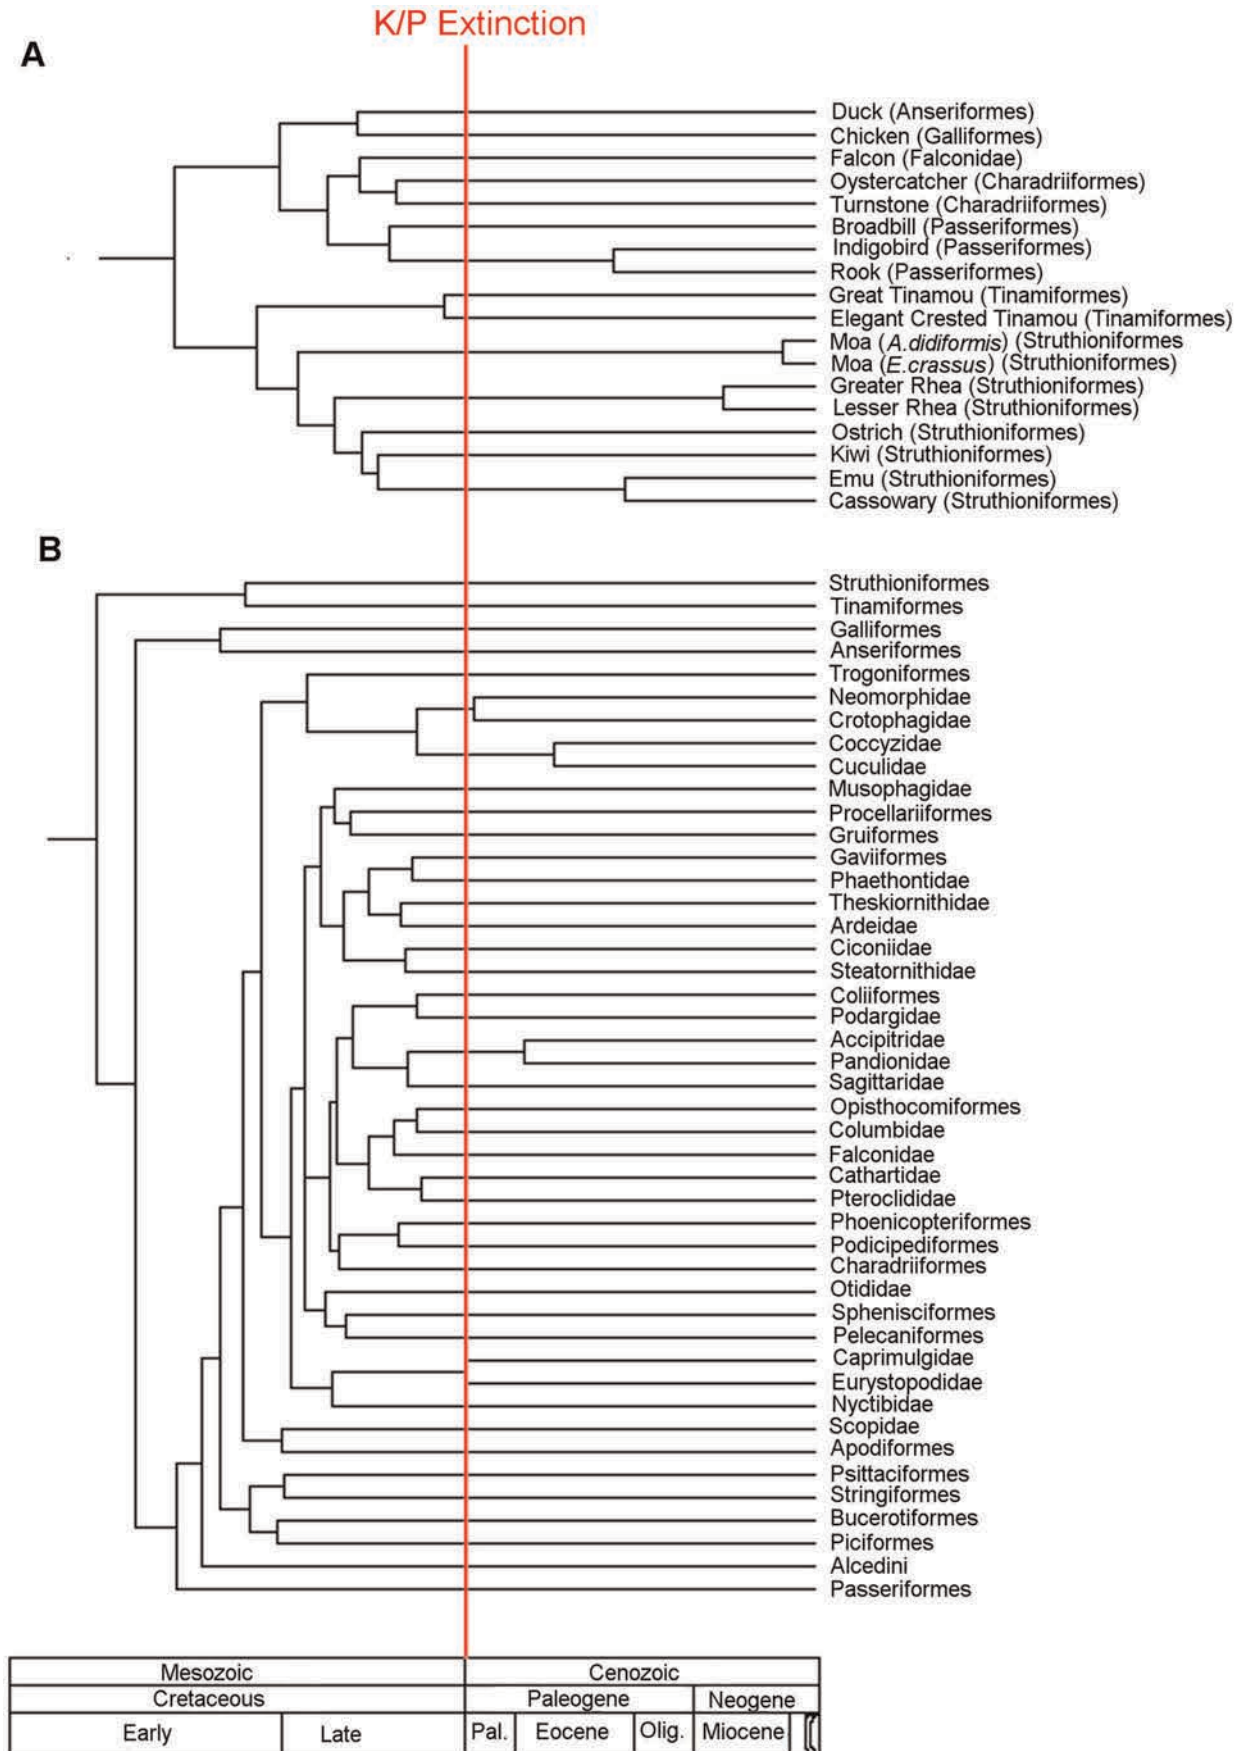 K/P Extinction
A
Duck (Anseriformes)
Chicken (Galliformes)
Falcon (Falconidae)
Oystercatcher (Charadriiformes)
Turnstone (Charadriiformes)
Broadbill (Passeriformes)
Indigobird (Passeriformes)
Rook (Passeriformes)
Great Tinamou (Tinamiformes)
Elegant Crested Tinamou (Tinamiformes)
Moa (A.didiformis) (Struthioniformes
Moa (E.crassus) (Struthioniformes)
Greater Rhea (Struthioniformes)
Lesser Rhea (Struthioniformes)
Ostrich (Struthioniformes)
Kiwi (Struthioniformes)
Emu (Struthioniformes)
Cassowary (Struthioniformes)
B
Struthioniformes
Tinamiformes
Galliformes
Anseriformes
Trogoniformes
Neomorphidae
Crotophagidae
Coccyzidae
Cuculidae
Musophagidae
Procellariiformes
Gruiformes
Gaviiformes
Phaethontidae
Theskiornithidae
Ardeidae
Ciconiidae
Steatornithidae
Coliiformes
Podargidae
Accipitridae
Pandionidae
Sagittaridae
Opisthocomiformes
Columbidae
Falconidae
Cathartidae
Pteroclididae
Phoenicopteriformes
Podicipediformes
Charadriiformes
Otididae
Sphenisciformes
Pelecaniformes
Caprimulgidae
Eurystopodidae
Nyctibidae
Scopidae
Apodiformes
Psittaciformes
Stringiformes
Bucerotiformes
Piciformes
Alcedini
Passeriformes
Mesozoic Cenozoic
Cretaceous Paleogene Neogene
Early Late Pal. Eocene Olig. Miocene